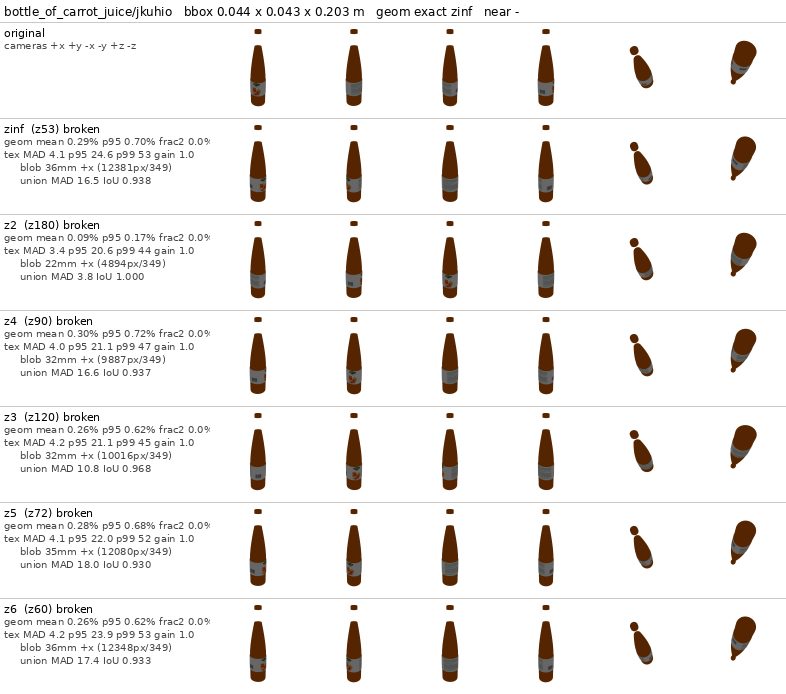 bottle_of_carrot_juice/jkuhio bbox 0.044 x 0.043 x 0.203 m geom exact zinf near -
original
cameras +x +y -x -y +z -z
zinf (z53) broken
geom mean 0.29% p95 0.70% frac2 0.0%
tex MAD 4.1 p95 24.6 p99 53 gain 1.0
blob 36mm +x (12381px/349)
union MAD 16.5 IoU 0.938
z2 (z180) broken
geom mean 0.09% p95 0.17% frac2 0.0%
tex MAD 3.4 p95 20.6 p99 44 gain 1.0
blob 22mm +x (4894px/349)
union MAD 3.8 IoU 1.000
z4 (z90) broken
geom mean 0.30% p95 0.72% frac2 0.0%
tex MAD 4.0 p95 21.1 p99 47 gain 1.0
blob 32mm +x (9887px/349)
union MAD 16.6 IoU 0.937
z3 (z120) broken
geom mean 0.26% p95 0.62% frac2 0.0%
tex MAD 4.2 p95 21.1 p99 45 gain 1.0
blob 32mm +x (10016px/349)
union MAD 10.8 IoU 0.968
z5 (z72) broken
geom mean 0.28% p95 0.68% frac2 0.0%
tex MAD 4.1 p95 22.0 p99 52 gain 1.0
blob 35mm +x (12080px/349)
union MAD 18.0 IoU 0.930
z6 (z60) broken
geom mean 0.26% p95 0.62% frac2 0.0%
tex MAD 4.2 p95 23.9 p99 53 gain 1.0
blob 36mm +x (12348px/349)
union MAD 17.4 IoU 0.933